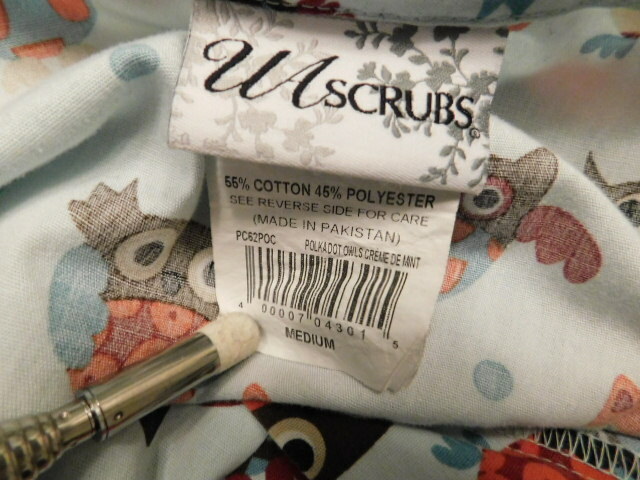 UA SCRUBS
55% COTTON 45% POLYESTER
SEE REVERSE SIDE FOR CARE
(MADE IN PAKISTAN)
PC62POC POLKADOT OWLS CREME DE MINT
4 00007 04301 5
MEDIUM